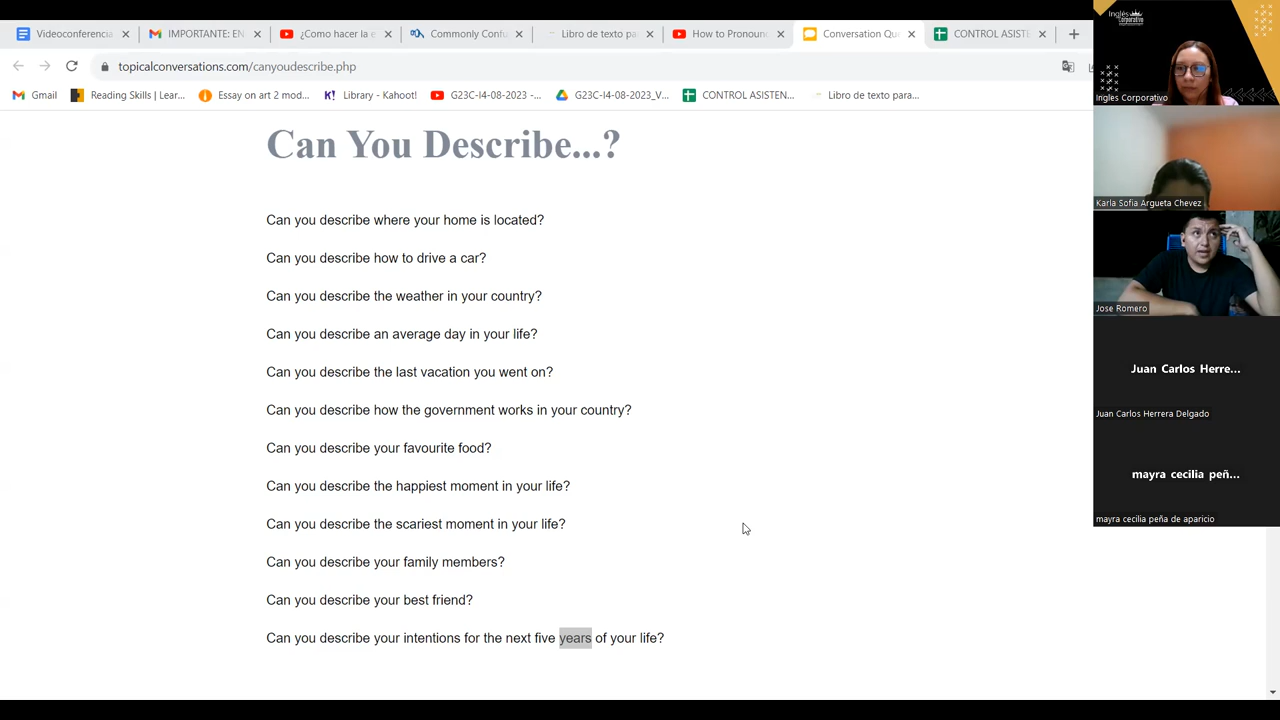 Videoconferencia
IMPORTANTE: EN
¿Como hacer la e
Commonly Confu
Libro de texto pa
How to Pronounc
Conversation Qu
CONTROL ASISTE
topicalconversations.com/canyoudescribe.php
Gmail
Reading Skills | Lear...
Essay on art 2 mod...
Library - Kahoot!
G23C-I4-08-2023 -...
G23C-I4-08-2023_V...
CONTROL ASISTEN...
Libro de texto para...
Can You Describe...?
Can you describe where your home is located?
Can you describe how to drive a car?
Can you describe the weather in your country?
Can you describe an average day in your life?
Can you describe the last vacation you went on?
Can you describe how the government works in your country?
Can you describe your favourite food?
Can you describe the happiest moment in your life?
Can you describe the scariest moment in your life?
Can you describe your family members?
Can you describe your best friend?
Can you describe your intentions for the next five years of your life?
Inglés
Corporativo
Ingles Corporativo
Karla Sofia Argueta Chevez
Jose Romero
Juan Carlos Herre...
Juan Carlos Herrera Delgado
mayra cecilia peñ...
mayra cecilia peña de aparicio